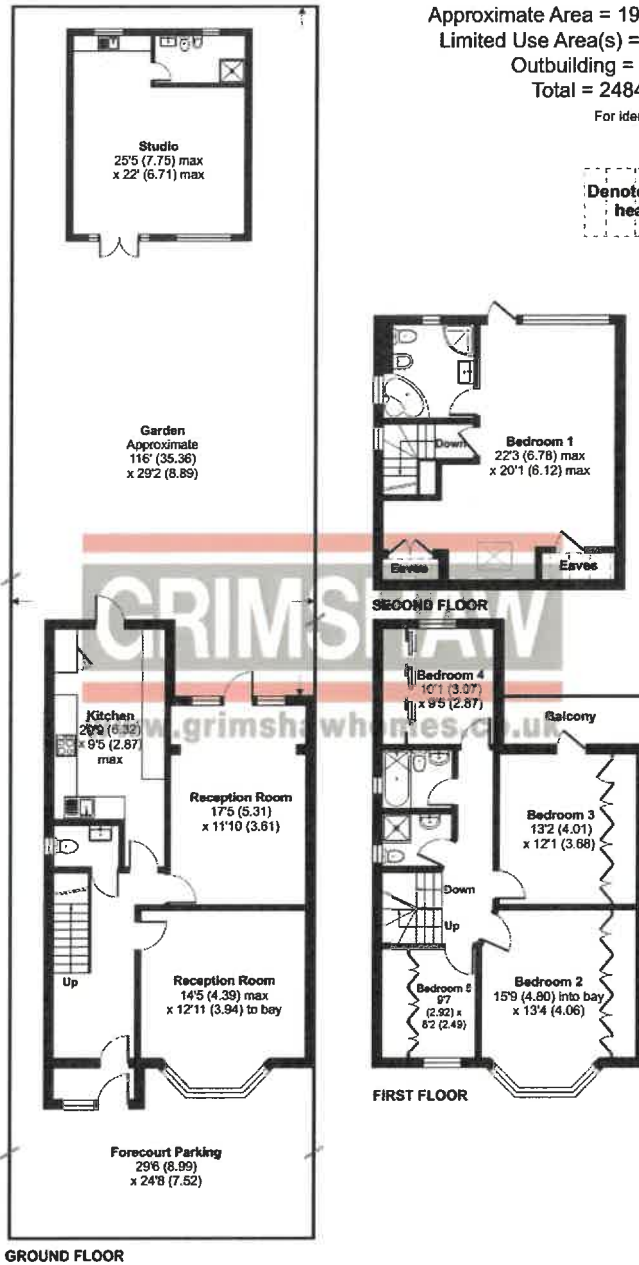 Approximate Area = 19
Limited Use Area(s) =
Outbuilding =
Total = 2484
For iden
Denote
hea
Studio
25'5 (7.75) max
x 22' (6.71) max
Garden
Approximate
116' (35.36)
x 29'2 (8.89)
Down
Bedroom 1
22'3 (6.78) max
x 20'1 (6.12) max
Eaves
Eaves
SECOND FLOOR
GRIMSHAW
www.grimshawhomes.co.uk
Kitchen
20'9 (6.32)
x 9'5 (2.87)
max
Reception Room
17'5 (5.31)
x 11'10 (3.61)
Up
Reception Room
14'5 (4.39) max
x 12'11 (3.94) to bay
Forecourt Parking
29'6 (8.99)
x 24'8 (7.52)
GROUND FLOOR
Bedroom 4
10'1 (3.07)
x 9'5 (2.87)
Balcony
Bedroom 3
13'2 (4.01)
x 12'1 (3.68)
Down
Up
Bedroom 5
9'7
(2.92) x
8'2 (2.49)
Bedroom 2
15'9 (4.80) into bay
x 13'4 (4.06)
FIRST FLOOR